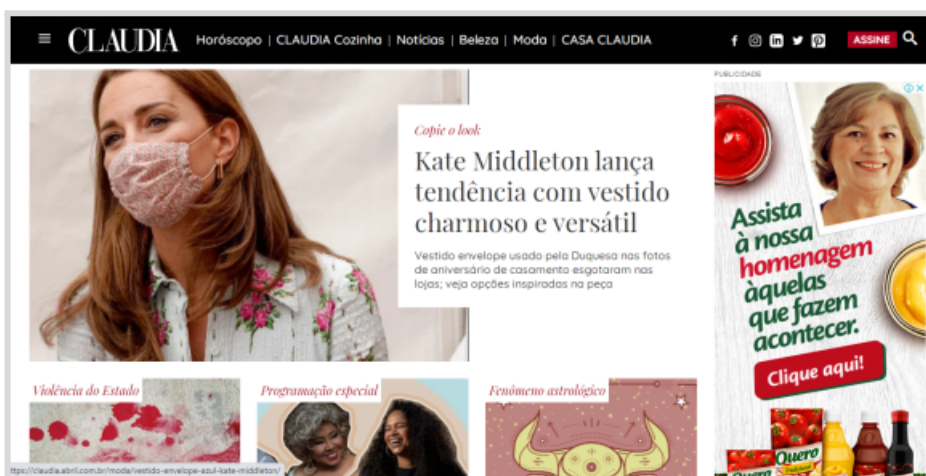 CLAUDIA Horóscopo | CLAUDIA Cozinha | Notícias | Beleza | Moda | CASA CLAUDIA ASSINE
PUBLICIDADE
Copie o look
Kate Middleton lança
tendência com vestido
charmoso e versátil
Vestido envelope usado pela Duquesa nas fotos
de aniversário de casamento esgotaram nas
lojas; veja opções inspiradas na peça
Assista
à nossa
homenagem
àquelas
que fazem
acontecer.
Clique aqui!
Quero
Quero
Tradicional
Violência do Estado
Programação especial
Fenômeno astrológico
ttps://claudia.abril.com.br/moda/vestido-envelope-azul-kate-middleton/